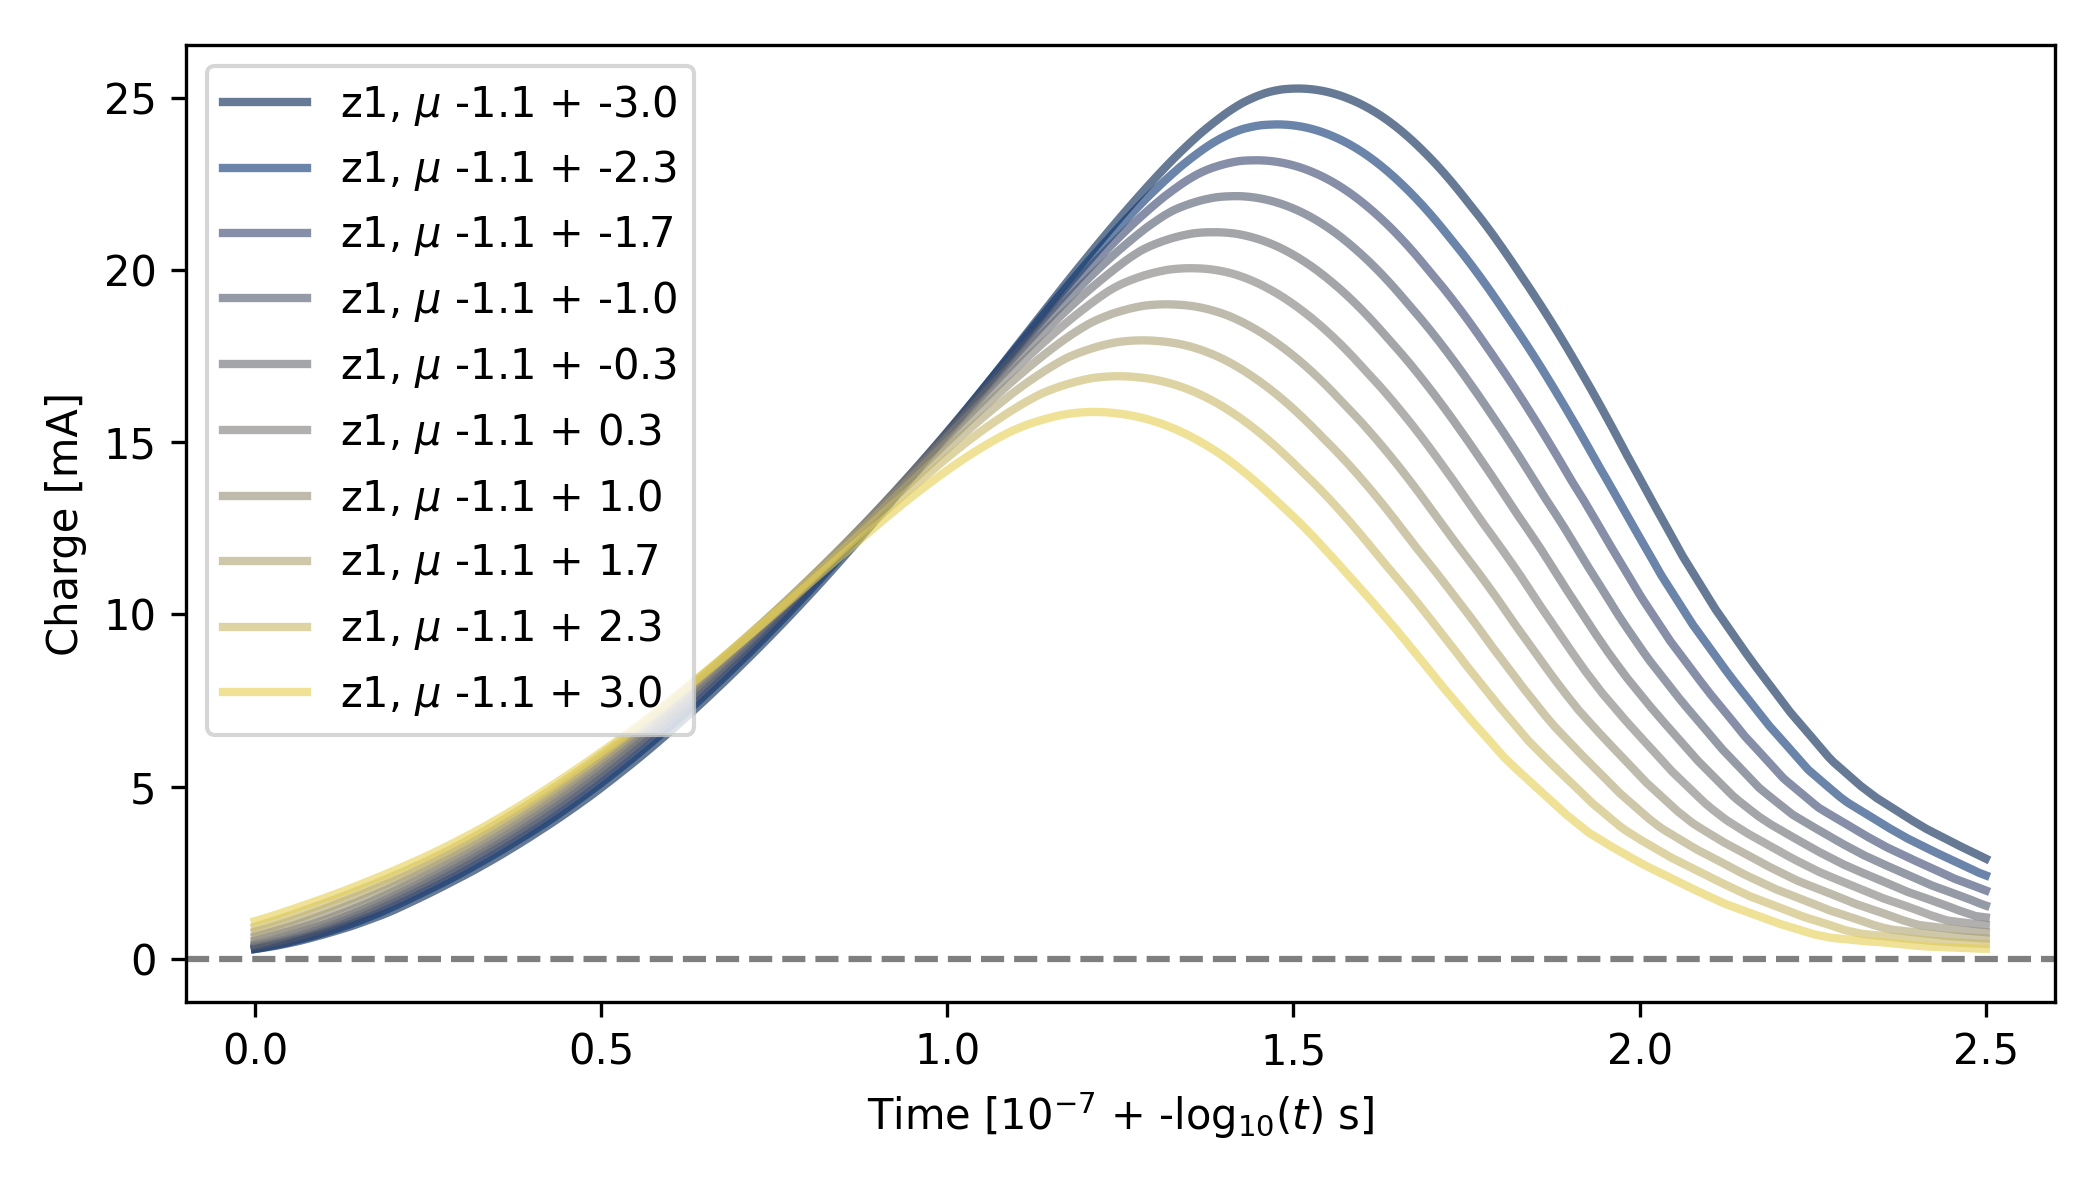 25
20
15
10
5
0
Charge [mA]
z1, μ -1.1 + -3.0
z1, μ -1.1 + -2.3
z1, μ -1.1 + -1.7
z1, μ -1.1 + -1.0
z1, μ -1.1 + -0.3
z1, μ -1.1 + 0.3
z1, μ -1.1 + 1.0
z1, μ -1.1 + 1.7
z1, μ -1.1 + 2.3
z1, μ -1.1 + 3.0
0.0 0.5 1.0 1.5 2.0 2.5
Time [10⁻⁷ + -log₁₀(t) s]